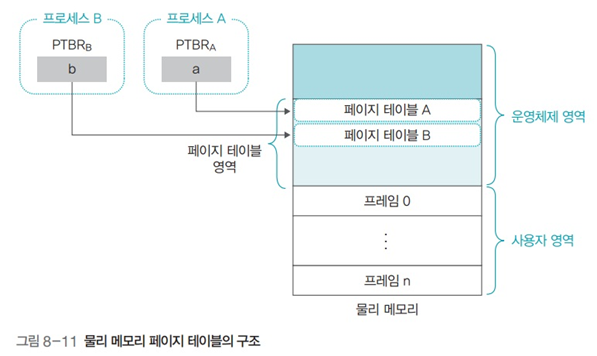 프로세스 B
프로세스 A
PTBRB
PTBRA
b
a
페이지 테이블 A
페이지 테이블 B
페이지 테이블
영역
운영체제 영역
프레임 0
⋮
프레임 n
사용자 영역
물리 메모리
그림 8-11 물리 메모리 페이지 테이블의 구조